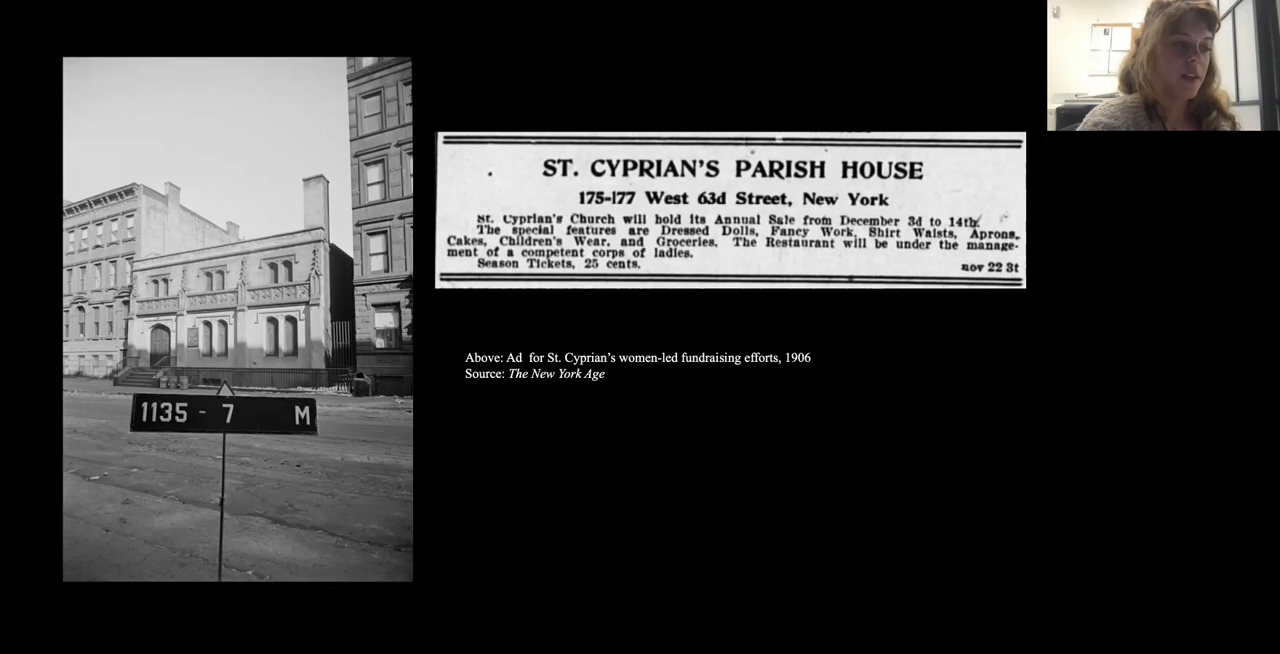 1135 - 7 M
ST. CYPRIAN'S PARISH HOUSE
175-177 West 63d Street, New York
St. Cyprian's Church will hold its Annual Sale from December 3d to 14th.
The special features are Dressed Dolls, Fancy Work, Shirt Waists, Aprons,
Cakes, Children's Wear, and Groceries. The Restaurant will be under the manage-
ment of a competent corps of ladies.
Season Tickets, 25 cents.
nov 22 3t
Above: Ad for St. Cyprian's women-led fundraising efforts, 1906
Source: The New York Age